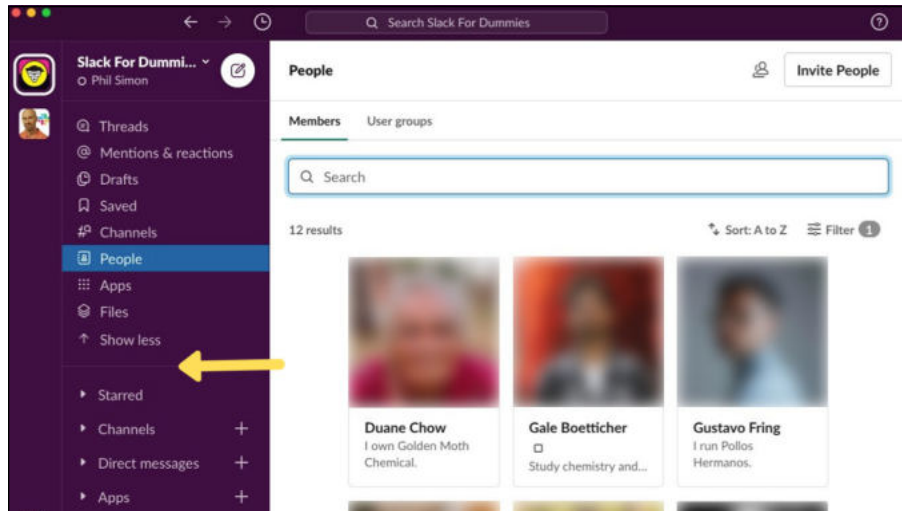 Search Slack For Dummies
Slack For Dummi...
Phil Simon
Threads
Mentions & reactions
Drafts
Saved
Channels
People
Apps
Files
Show less
Starred
Channels
Direct messages
Apps
People
Invite People
Members
User groups
Search
12 results
Sort: A to Z
Filter 1
Duane Chow
I own Golden Moth
Chemical.
Gale Boetticher
Study chemistry and...
Gustavo Fring
I run Pollos
Hermanos.